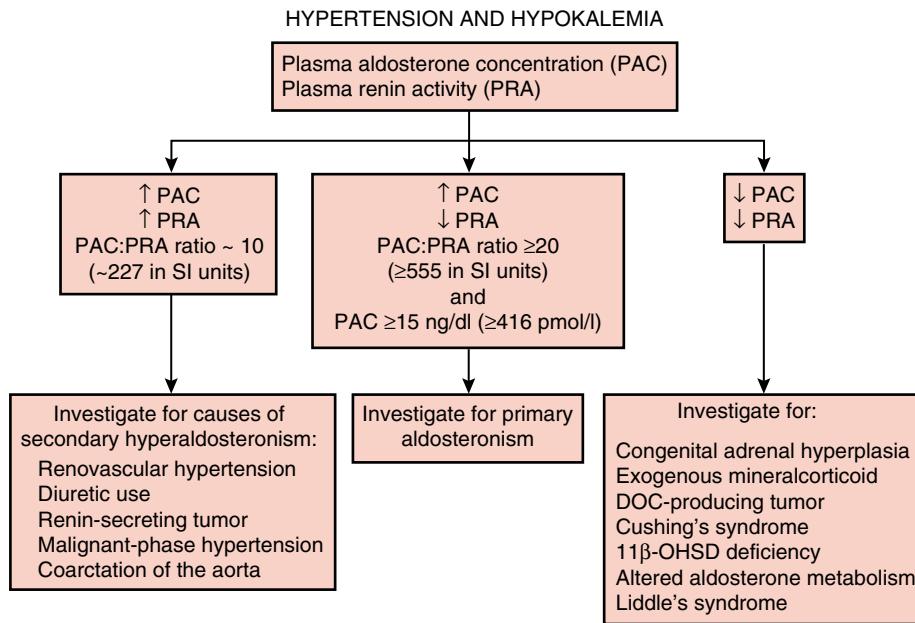 HYPERTENSION AND HYPOKALEMIA
Plasma aldosterone concentration (PAC)
Plasma renin activity (PRA)
↑ PAC
↑ PRA
PAC:PRA ratio ~ 10
(~227 in SI units)
↑ PAC
↓ PRA
PAC:PRA ratio ≥20
(≥555 in SI units)
and
PAC ≥15 ng/dl (≥416 pmol/l)
↓ PAC
↓ PRA
Investigate for causes of
secondary hyperaldosteronism:
Renovascular hypertension
Diuretic use
Renin-secreting tumor
Malignant-phase hypertension
Coarctation of the aorta
Investigate for primary
aldosteronism
Investigate for:
Congenital adrenal hyperplasia
Exogenous mineralcorticoid
DOC-producing tumor
Cushing's syndrome
11β-OHSD deficiency
Altered aldosterone metabolism
Liddle's syndrome